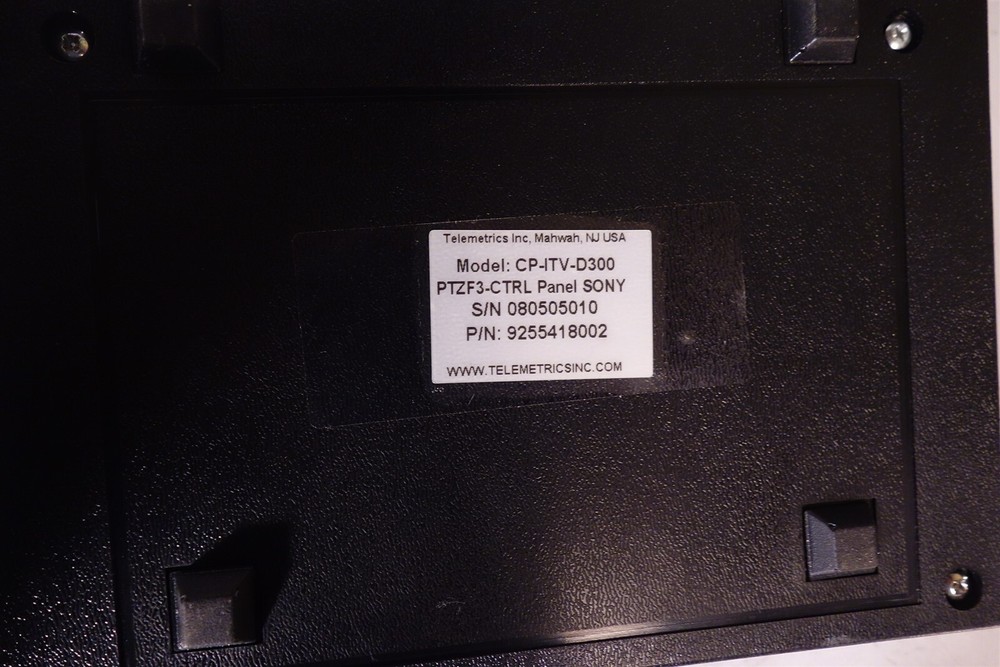 Telemetrics Inc, Mahwah, NJ USA
Model: CP-ITV-D300
PTZF3-CTRL Panel SONY
S/N 080505010
P/N: 9255418002
WWW.TELEMETRICSINC.COM